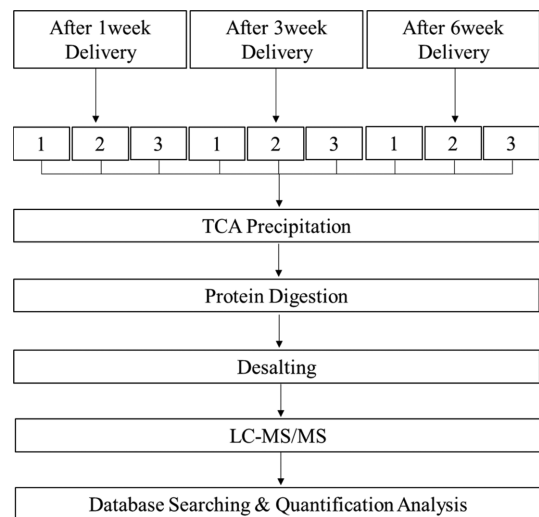 After 1week
Delivery
After 3week
Delivery
After 6week
Delivery
1 2 3 1 2 3 1 2 3
TCA Precipitation
Protein Digestion
Desalting
LC-MS/MS
Database Searching & Quantification Analysis